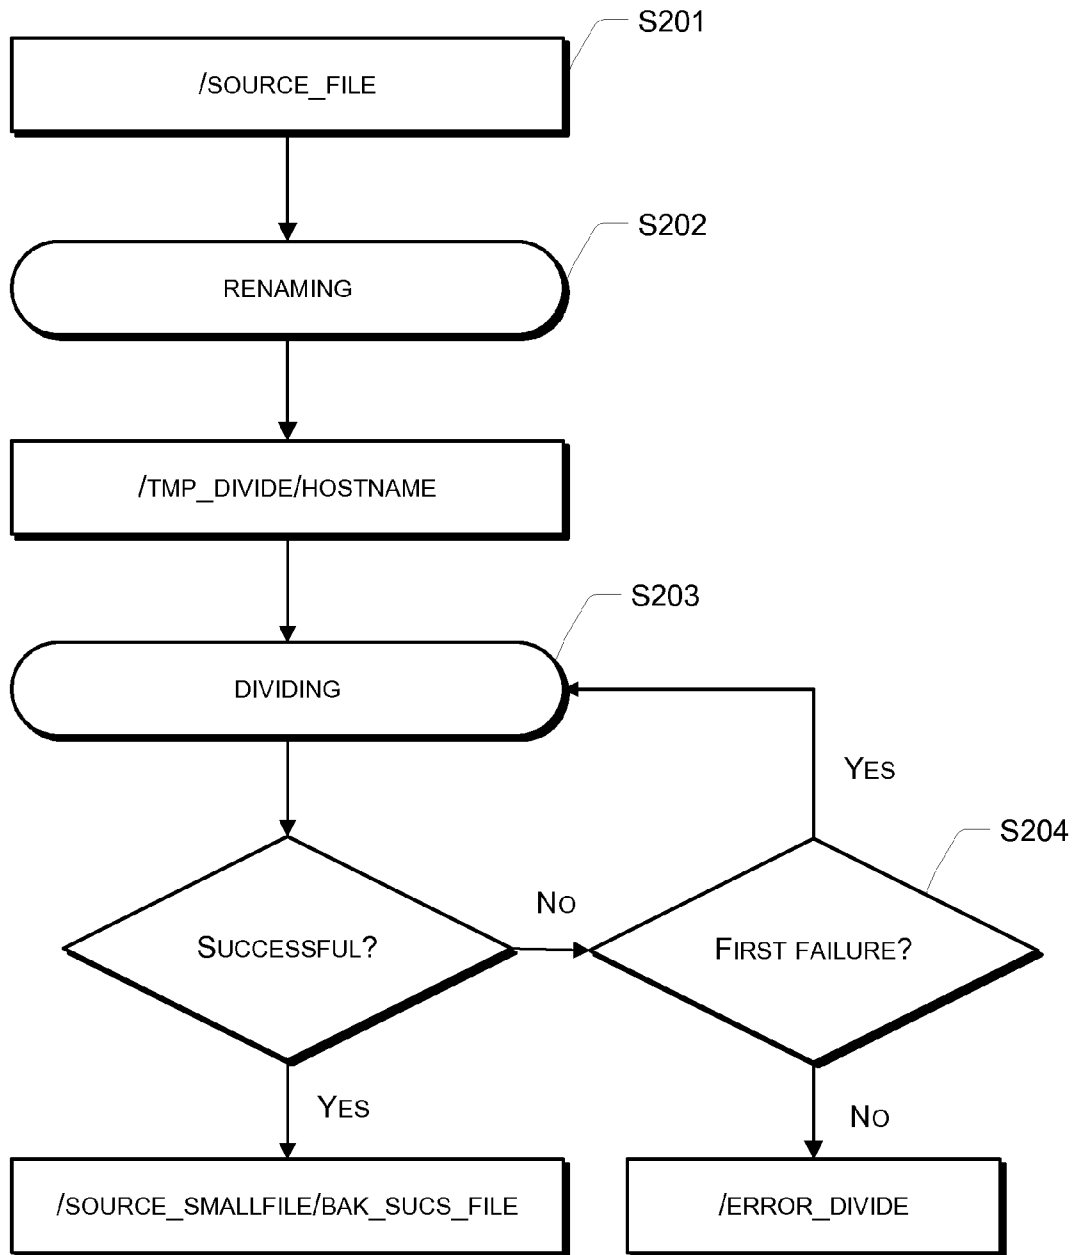 S201
/SOURCE_FILE
S202
RENAMING
/TMP_DIVIDE/HOSTNAME
S203
DIVIDING
YES
S204
NO
SUCCESSFUL?
FIRST FAILURE?
YES
NO
/SOURCE_SMALLFILE/BAK_SUCS_FILE
/ERROR_DIVIDE